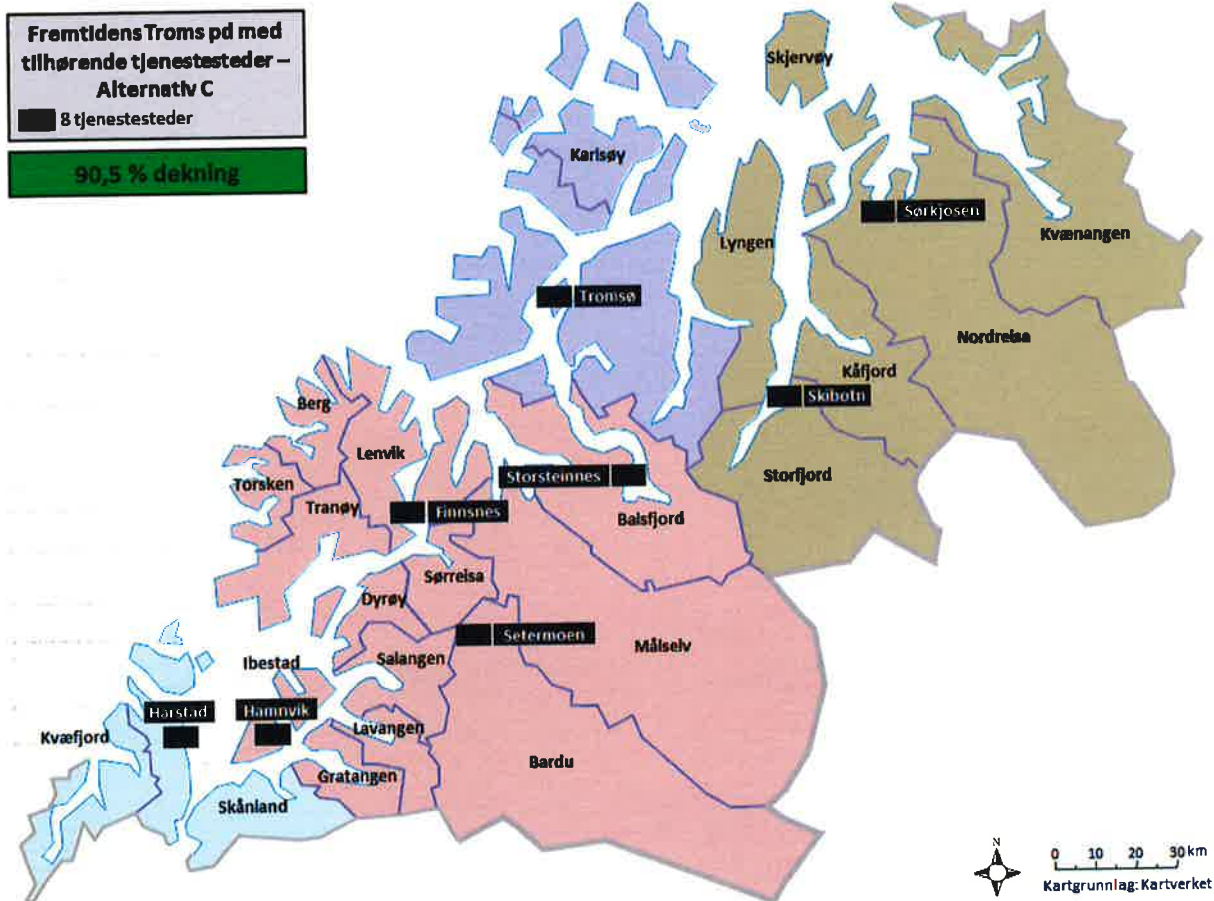 Fremtidens Troms pd med
tilhørende tjenestesteder –
Alternativ C
8 tjenestesteder
90,5 % dekning
Skjervøy
Karlsøy
Sørkjosen
Kvænangen
Lyngen
Tromsø
Nordreisa
Kåfjord
Skibotn
Berg
Lenvik
Storsteinnes
Storfjord
Torsken
Tranøy
Finnsnes
Balsfjord
Sørreisa
Dyrøy
Setermoen
Målselv
Salangen
Ibestad
Harstad
Hamnvik
Kvæfjord
Lavangen
Bardu
Gratangen
Skånland
N
0 10 20 30 km
Kartgrunnlag: Kartverket